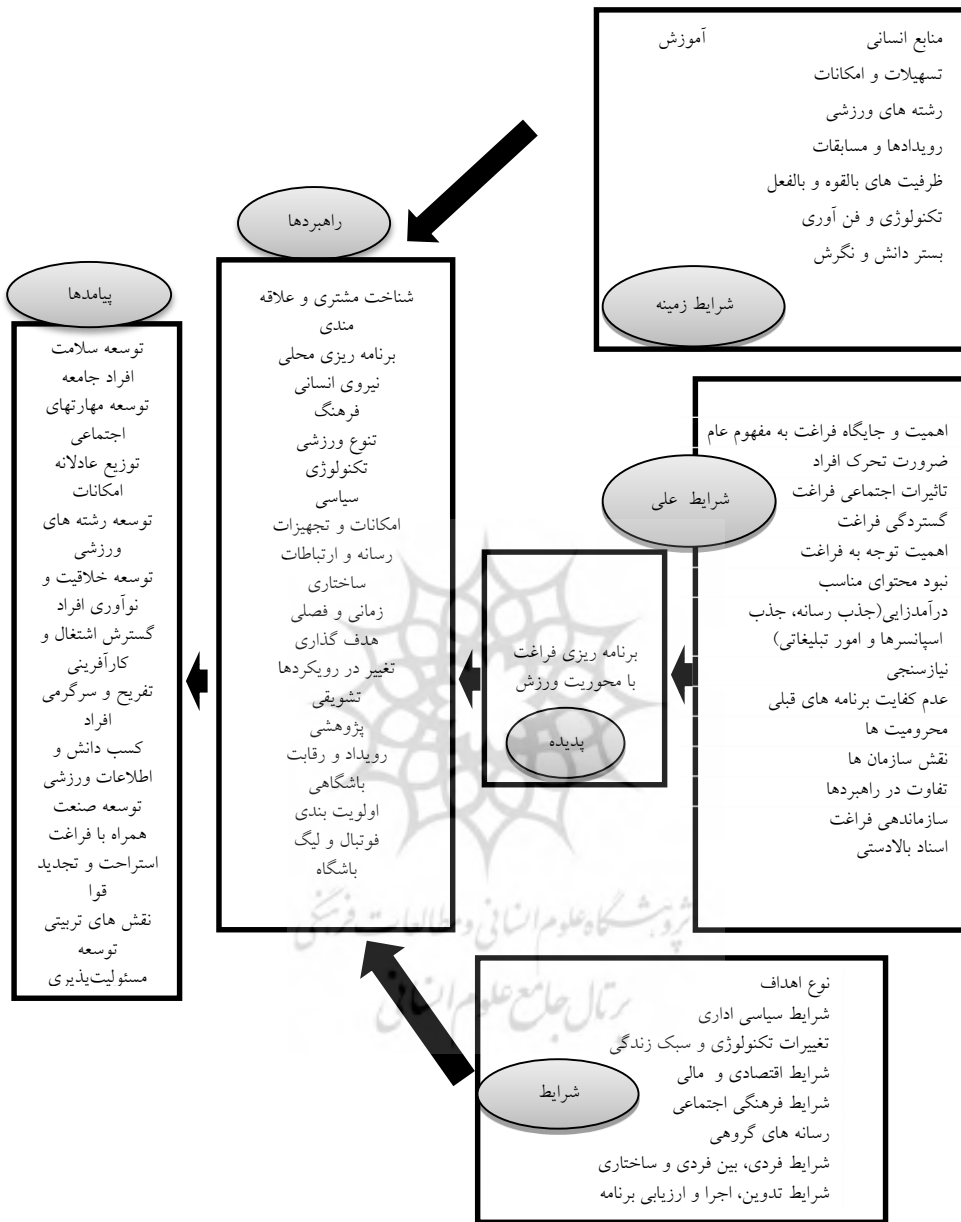 منابع انسانی آموزش
تسهیلات و امکانات
رشته های ورزشی
رویدادها و مسابقات
ظرفیت های بالقوه و بالفعل
تکنولوژی و فن آوری
بستر دانش و نگرش
شرایط زمینه
اهمیت و جایگاه فراغت به مفهوم عام
ضرورت تحرک افراد
تاثیرات اجتماعی فراغت
گستردگی فراغت
اهمیت توجه به فراغت
نبود محتوای مناسب
درآمدزایی(جذب رسانه، جذب
اسپانسرها و امور تبلیغاتی)
نیازسنجی
عدم کفایت برنامه های قبلی
محرومیت ها
نقش سازمان ها
تفاوت در راهبردها
سازماندهی فراغت
اسناد بالادستی
شرایط علی
برنامه ریزی فراغت
با محوریت ورزش
پدیده
راهبردها
شناخت مشتری و علاقه
مندی
برنامه ریزی محلی
نیروی انسانی
فرهنگ
تنوع ورزشی
تکنولوژی
سیاسی
امکانات و تجهیزات
رسانه و ارتباطات
ساختاری
زمانی و فصلی
هدف گذاری
تغییر در رویکردها
تشویقی
پژوهشی
رویداد و رقابت
باشگاهی
اولویت بندی
فوتبال و لیگ
باشگاه
پیامدها
توسعه سلامت
افراد جامعه
توسعه مهارتهای
اجتماعی
توزیع عادلانه
امکانات
توسعه رشته های
ورزشی
توسعه خلاقیت و
نوآوری افراد
گسترش اشتغال و
کارآفرینی
تفریح و سرگرمی
افراد
کسب دانش و
اطلاعات ورزشی
توسعه صنعت
همراه با فراغت
استراحت و تجدید
قوا
نقش های تربیتی
توسعه
مسئولیت‌پذیری
نوع اهداف
شرایط سیاسی اداری
تغییرات تکنولوژی و سبک زندگی
شرایط اقتصادی و مالی
شرایط فرهنگی اجتماعی
رسانه های گروهی
شرایط فردی، بین فردی و ساختاری
شرایط تدوین، اجرا و ارزیابی برنامه
شرایط
پژوهشگاه علوم انسانی و مطالعات فرهنگی
پرتال جامع علوم انسانی